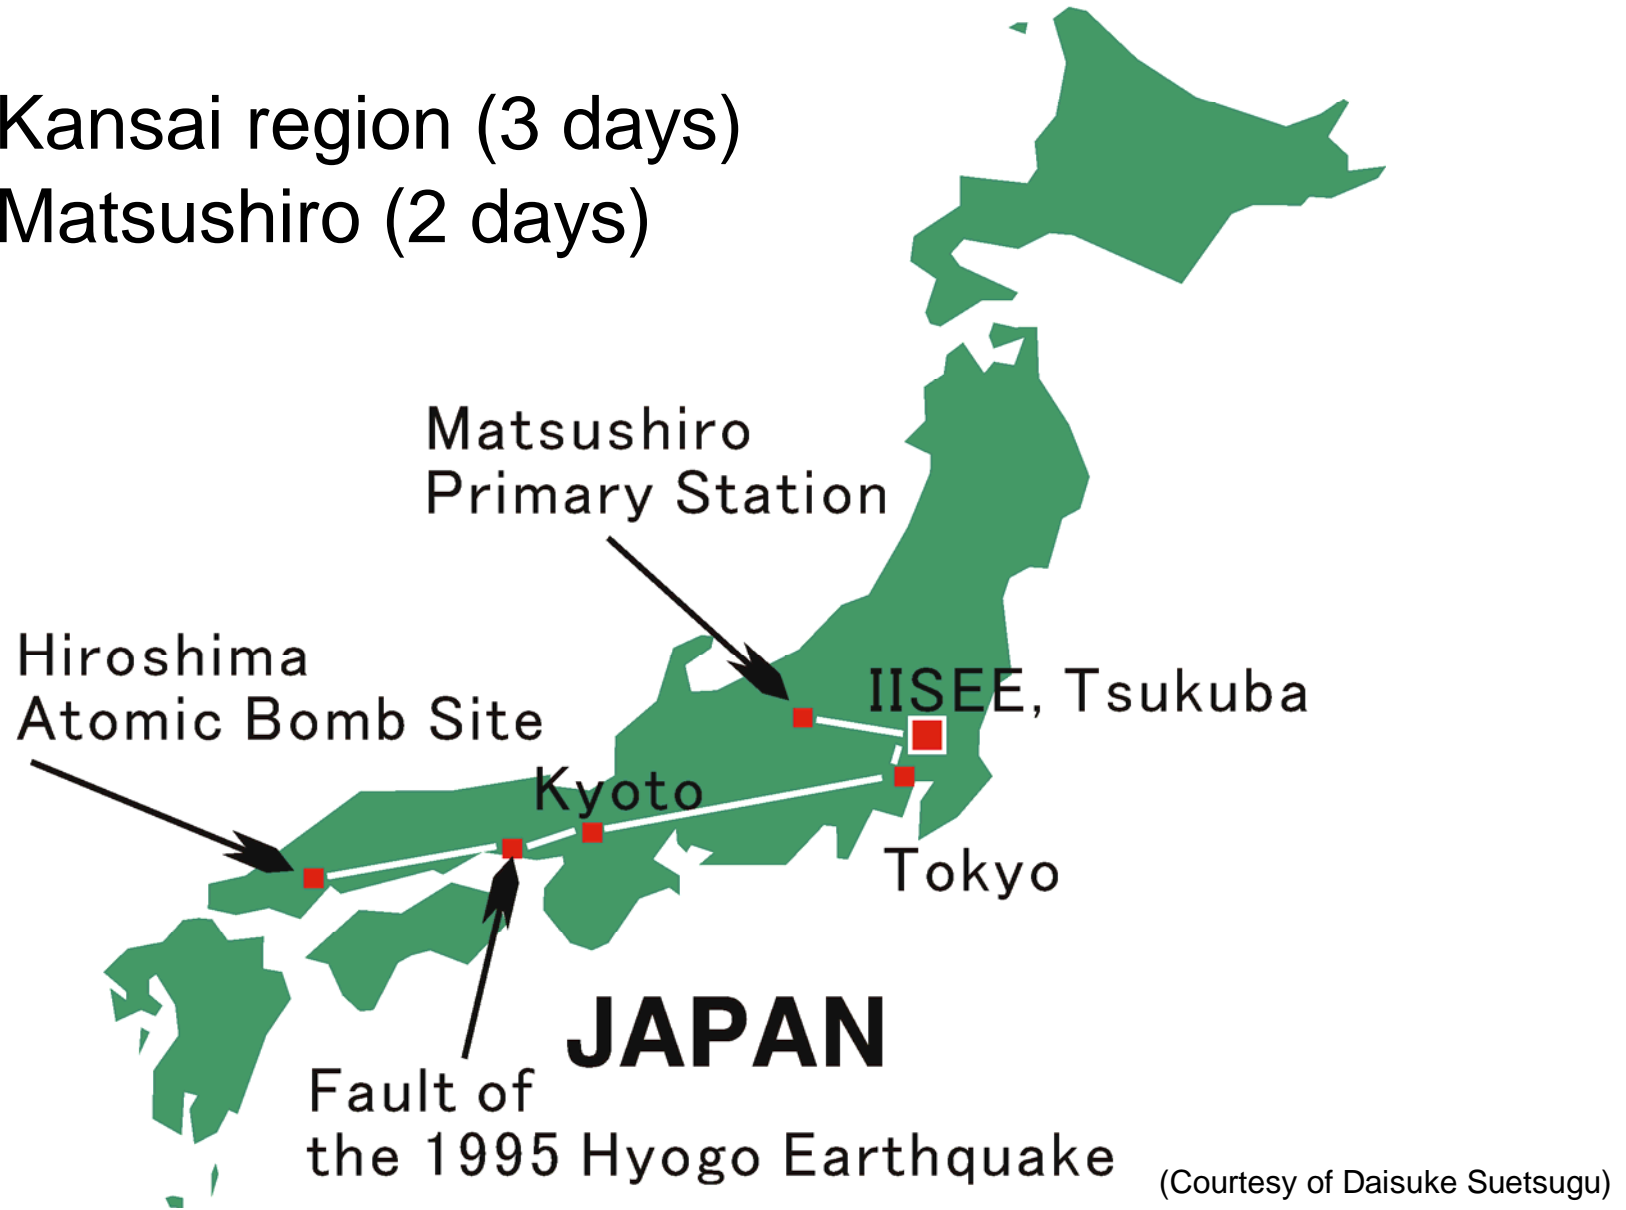 Kansai region (3 days)
Matsushiro (2 days)
Matsushiro
Primary Station
Hiroshima
Atomic Bomb Site
IISEE, Tsukuba
Kyoto
Tokyo
JAPAN
Fault of
the 1995 Hyogo Earthquake
(Courtesy of Daisuke Suetsugu)